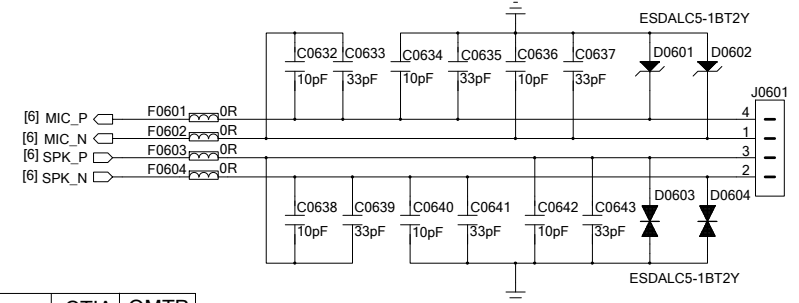 ESDALC5-1BT2Y
C0632 C0633 C0634 C0635 C0636 C0637 D0601 D0602
10pF 33pF 10pF 33pF 10pF 33pF
J0601
[6] MIC_P F0601 0R 4
[6] MIC_N F0602 0R 1
[6] SPK_P F0603 0R 3
[6] SPK_N F0604 0R 2
D0603 D0604
C0638 C0639 C0640 C0641 C0642 C0643
10pF 33pF 10pF 33pF 10pF 33pF
ESDALC5-1BT2Y
CTIA OMTP